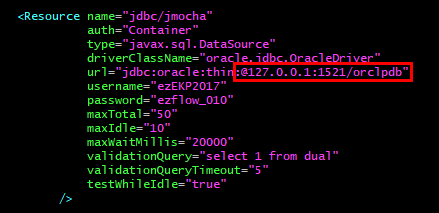 <Resource name="jdbc/jmocha"
auth="Container"
type="javax.sql.DataSource"
driverClassName="oracle.jdbc.OracleDriver"
url="jdbc:oracle:thin:@127.0.0.1:1521/orclpdb"
username="ezEKP2017"
password="ezflow_010"
maxTotal="50"
maxIdle="10"
maxWaitMillis="20000"
validationQuery="select 1 from dual"
validationQueryTimeout="5"
testWhileIdle="true"
/>